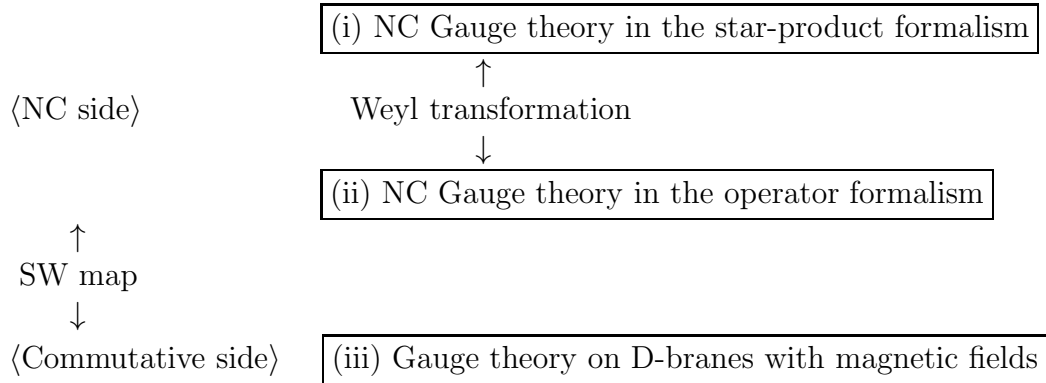 (i) NC Gauge theory in the star-product formalism
↑
⟨NC side⟩ Weyl transformation
↓
(ii) NC Gauge theory in the operator formalism
↑
SW map
↓
⟨Commutative side⟩ (iii) Gauge theory on D-branes with magnetic fields